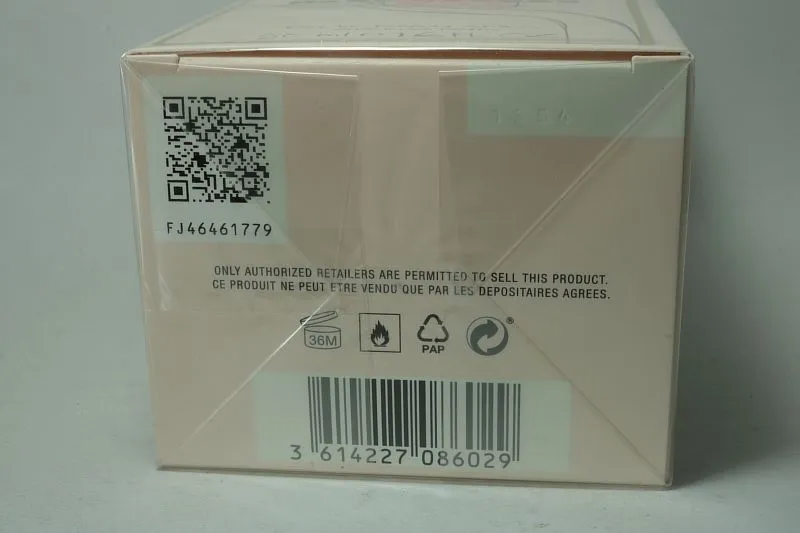 FJ46461779
ONLY AUTHORIZED RETAILERS ARE PERMITTED TO SELL THIS PRODUCT.
CE PRODUIT NE PEUT ETRE VENDU QUE PAR LES DEPOSITAIRES AGREES.
36M
PAP
®
3 614227 086029